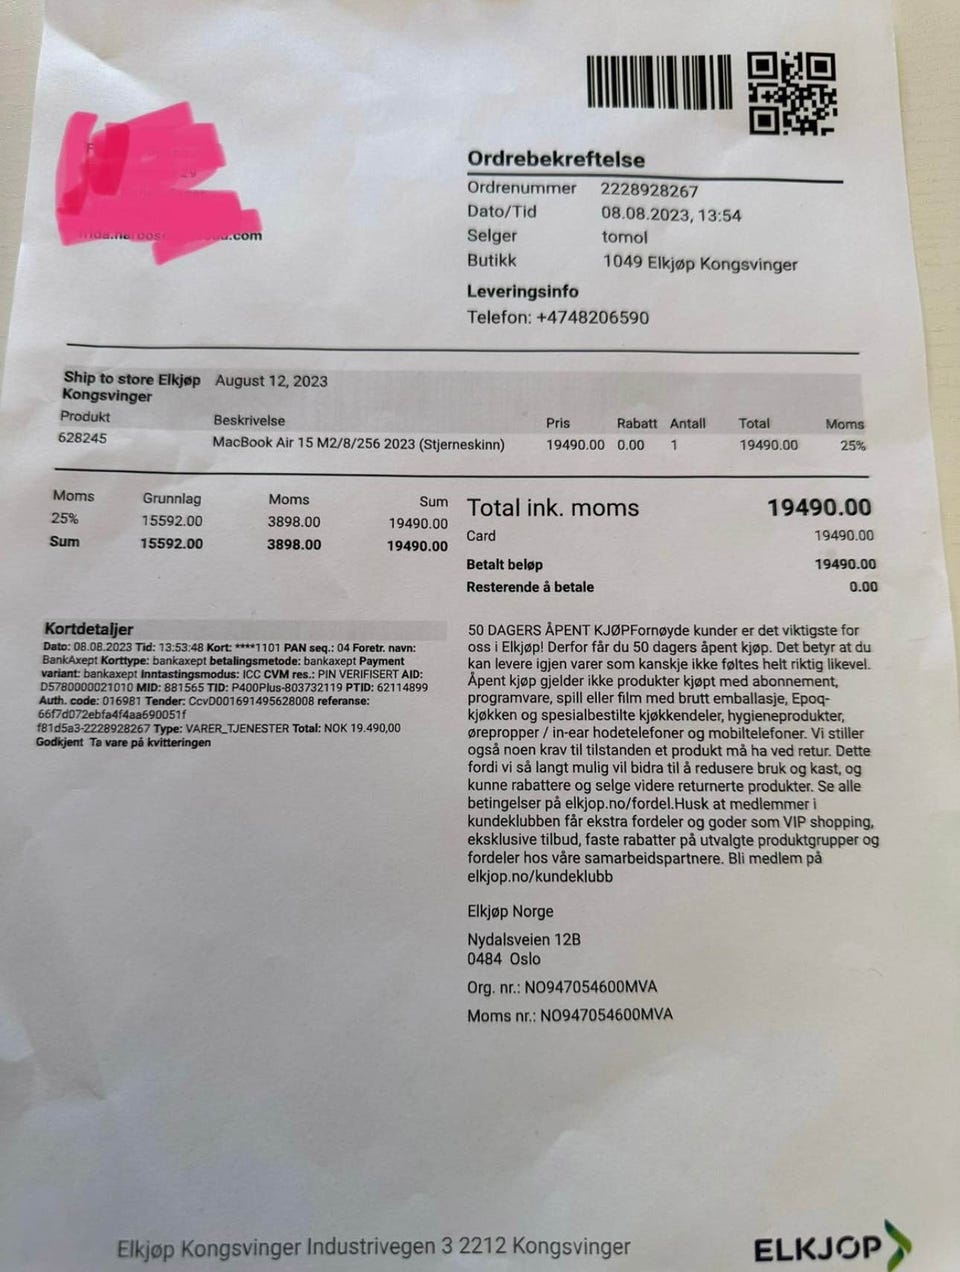 .com
Ordrebekreftelse
Ordrenummer 2228928267
Dato/Tid 08.08.2023, 13:54
Selger tomol
Butikk 1049 Elkjøp Kongsvinger
Leveringsinfo
Telefon: +4748206590
Ship to store Elkjøp Kongsvinger August 12, 2023
Produkt Beskrivelse Pris Rabatt Antall Total Moms
628245 MacBook Air 15 M2/8/256 2023 (Stjerneskinn) 19490.00 0.00 1 19490.00 25%
Moms Grunnlag Moms Sum
25% 15592.00 3898.00 19490.00
Sum 15592.00 3898.00 19490.00
Total ink. moms 19490.00
Card 19490.00
Betalt beløp 19490.00
Resterende å betale 0.00
Kortdetaljer
Dato: 08.08.2023 Tid: 13:53:48 Kort: ****1101 PAN seq.: 04 Foretr. navn:
BankAxept Korttype: bankaxept betalingsmetode: bankaxept Payment
variant: bankaxept Inntastingsmodus: ICC CVM res.: PIN VERIFISERT AID:
D5780000021010 MID: 881565 TID: P400Plus-803732119 PTID: 62114899
Auth. code: 016981 Tender: CcvD001691495628008 referanse:
66f7d072ebfa4f4aa690051f
f81d5a3-2228928267 Type: VARER_TJENESTER Total: NOK 19.490,00
Godkjent Ta vare på kvitteringen
50 DAGERS ÅPENT KJØPFornøyde kunder er det viktigste for
oss i Elkjøp! Derfor får du 50 dagers åpent kjøp. Det betyr at du
kan levere igjen varer som kanskje ikke føltes helt riktig likevel.
Åpent kjøp gjelder ikke produkter kjøpt med abonnement,
programvare, spill eller film med brutt emballasje, Epoq-
kjøkken og spesialbestilte kjøkkendeler, hygieneprodukter,
ørepropper / in-ear hodetelefoner og mobiltelefoner. Vi stiller
også noen krav til tilstanden et produkt må ha ved retur. Dette
fordi vi så langt mulig vil bidra til å redusere bruk og kast, og
kunne rabattere og selge videre returnerte produkter. Se alle
betingelser på elkjop.no/fordel.Husk at medlemmer i
kundeklubben får ekstra fordeler og goder som VIP shopping,
eksklusive tilbud, faste rabatter på utvalgte produktgrupper og
fordeler hos våre samarbeidspartnere. Bli medlem på
elkjop.no/kundeklubb
Elkjøp Norge
Nydalsveien 12B
0484 Oslo
Org. nr.: NO947054600MVA
Moms nr.: NO947054600MVA
Elkjøp Kongsvinger Industrivegen 3 2212 Kongsvinger
ELKJØP